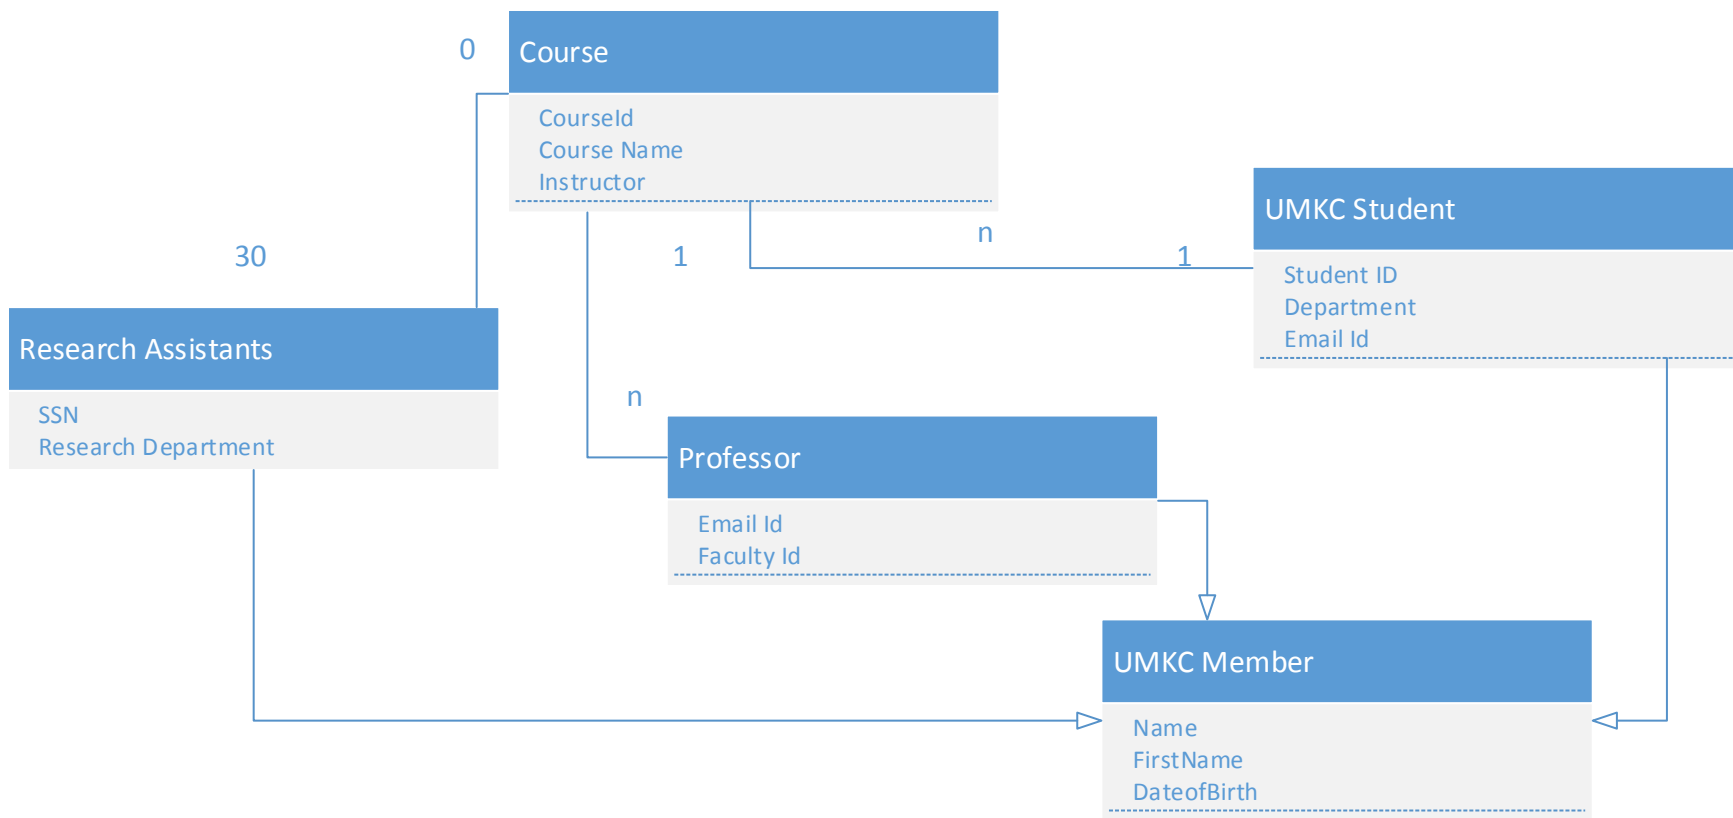 0
Course
CourseId
Course Name
Instructor
UMKC Student
n
30
1
1
Student ID
Department
Email Id
Research Assistants
SSN
Research Department
n
Professor
Email Id
Faculty Id
UMKC Member
Name
FirstName
DateofBirth